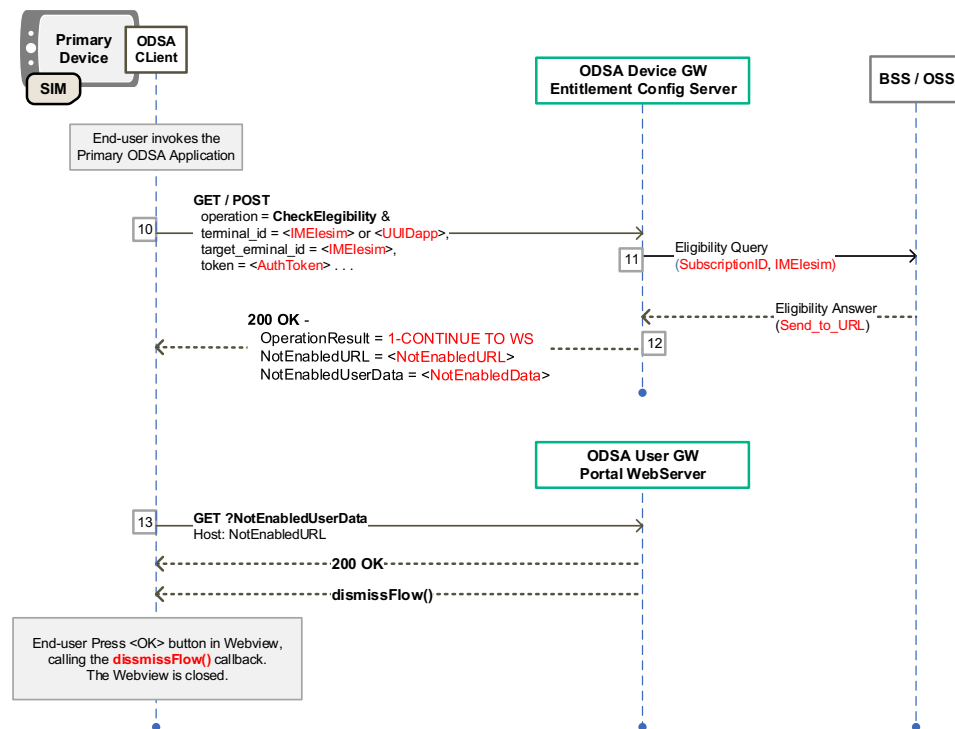 Primary
Device
ODSA
CLient
SIM
ODSA Device GW
Entitlement Config Server
BSS / OSS
End-user invokes the
Primary ODSA Application
10
GET / POST
operation = CheckElegibility &
terminal_id = <IMEIesim> or <UUIDapp>,
target_erminal_id = <IMEIesim>,
token = <AuthToken> . . .
11
Eligibility Query
(SubscriptionID, IMEIesim)
Eligibility Answer
(Send_to_URL)
12
200 OK -
OperationResult = 1-CONTINUE TO WS
NotEnabledURL = <NotEnabledURL>
NotEnabledUserData = <NotEnabledData>
ODSA User GW
Portal WebServer
13
GET ?NotEnabledUserData
Host: NotEnabledURL
200 OK
dismissFlow()
End-user Press <OK> button in Webview,
calling the dissmissFlow() callback.
The Webview is closed.